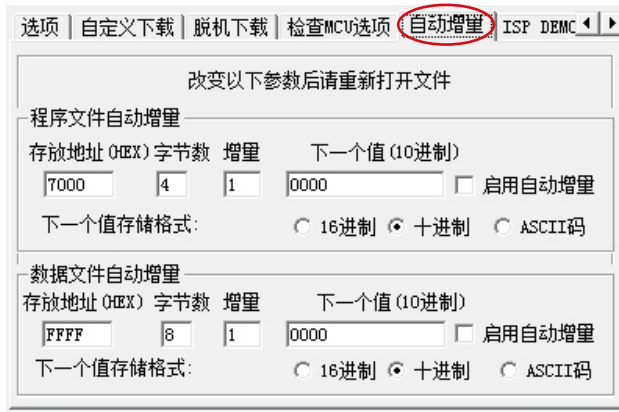 选项 自定义下载 脱机下载 检查MCU选项 自动增量 ISP DEMO
改变以下参数后请重新打开文件
程序文件自动增量
存放地址(HEX) 字节数 增量 下一个值(10进制)
7000 4 1 0000 启用自动增量
下一个值存储格式: 16进制 十进制 ASCII码
数据文件自动增量
存放地址(HEX) 字节数 增量 下一个值(10进制)
FFFF 8 1 0000 启用自动增量
下一个值存储格式: 16进制 十进制 ASCII码